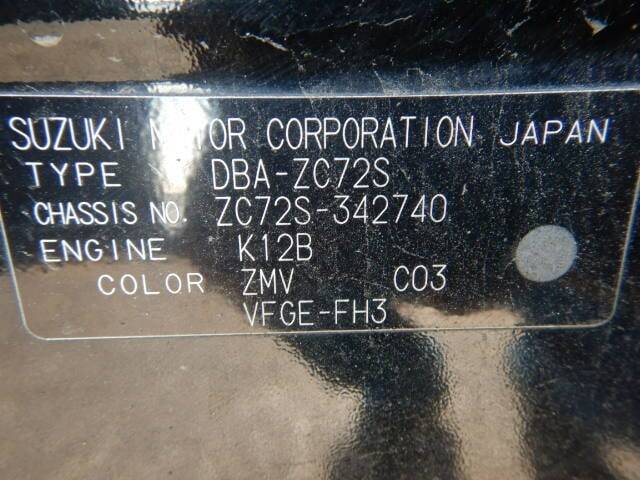 SUZUKI MOTOR CORPORATION JAPAN
TYPE DBA-ZC72S
CHASSIS NO. ZC72S-342740
ENGINE K12B
COLOR ZMV C03
VFGE-FH3